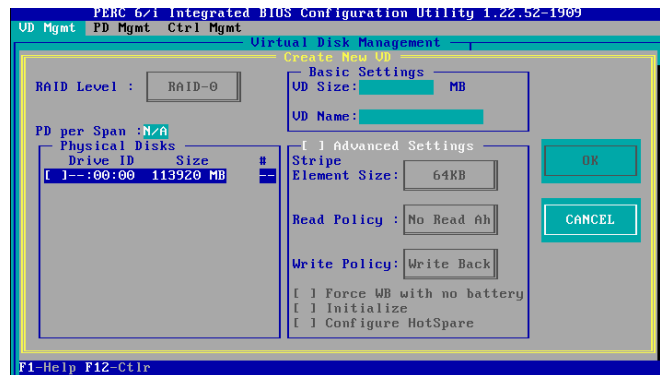 PERC 6/i Integrated BIOS Configuration Utility 1.22.52-1909
VD Mgmt PD Mgmt Ctrl Mgmt
Virtual Disk Management
Create New VD
RAID Level : RAID-0
Basic Settings
VD Size: MB
VD Name:
PD per Span :N/A
Physical Disks
Drive ID Size #
[ ]--:00:00 113920 MB --
[ ] Advanced Settings
Stripe
Element Size: 64KB
Read Policy : No Read Ah
Write Policy: Write Back
[ ] Force WB with no battery
[ ] Initialize
[ ] Configure HotSpare
OK
CANCEL
F1-Help F12-Ctlr